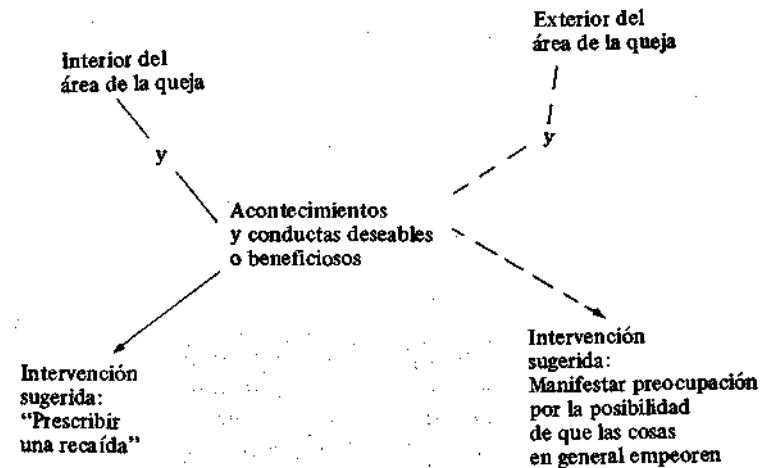 Exterior del
área de la queja
Interior del
área de la queja
y
y
Acontecimientos
y conductas deseables
o beneficiosos
Intervención
sugerida:
“Prescribir
una recaída”
Intervención
sugerida:
Manifestar preocupación
por la posibilidad
de que las cosas
en general empeoren